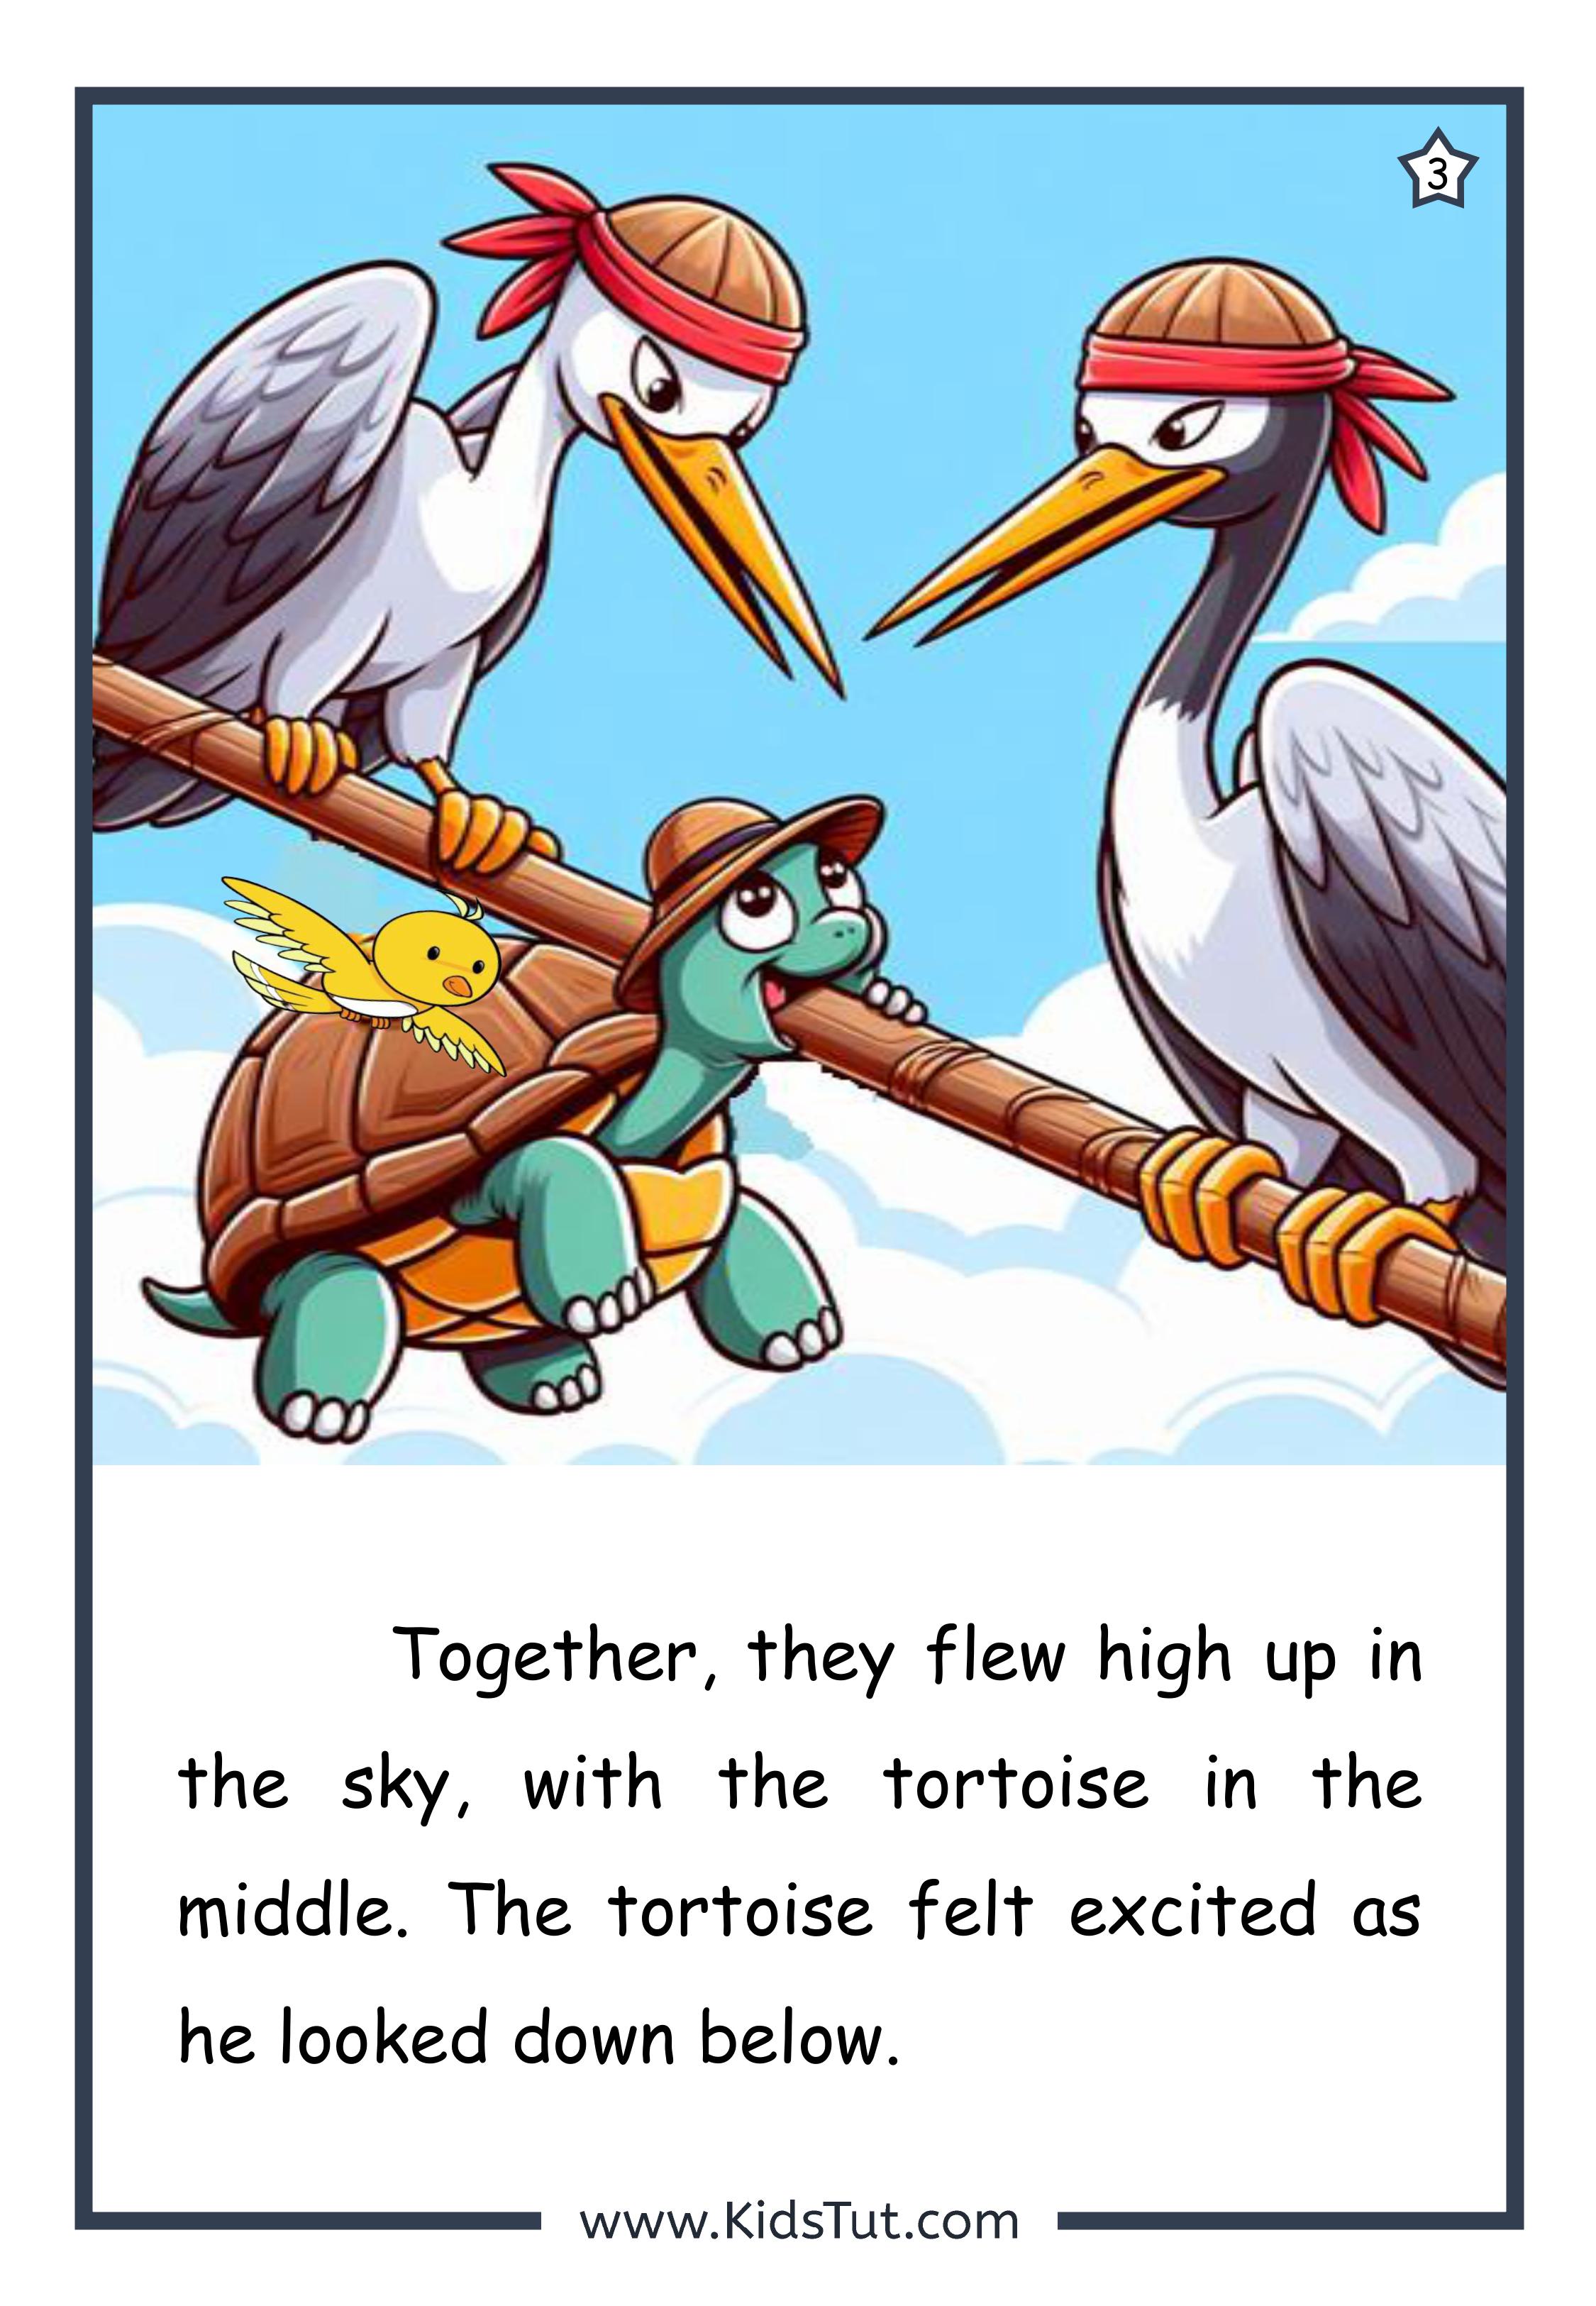 3
Together, they flew high up in
the sky, with the tortoise in the
middle. The tortoise felt excited as
he looked down below.
www.KidsTut.com